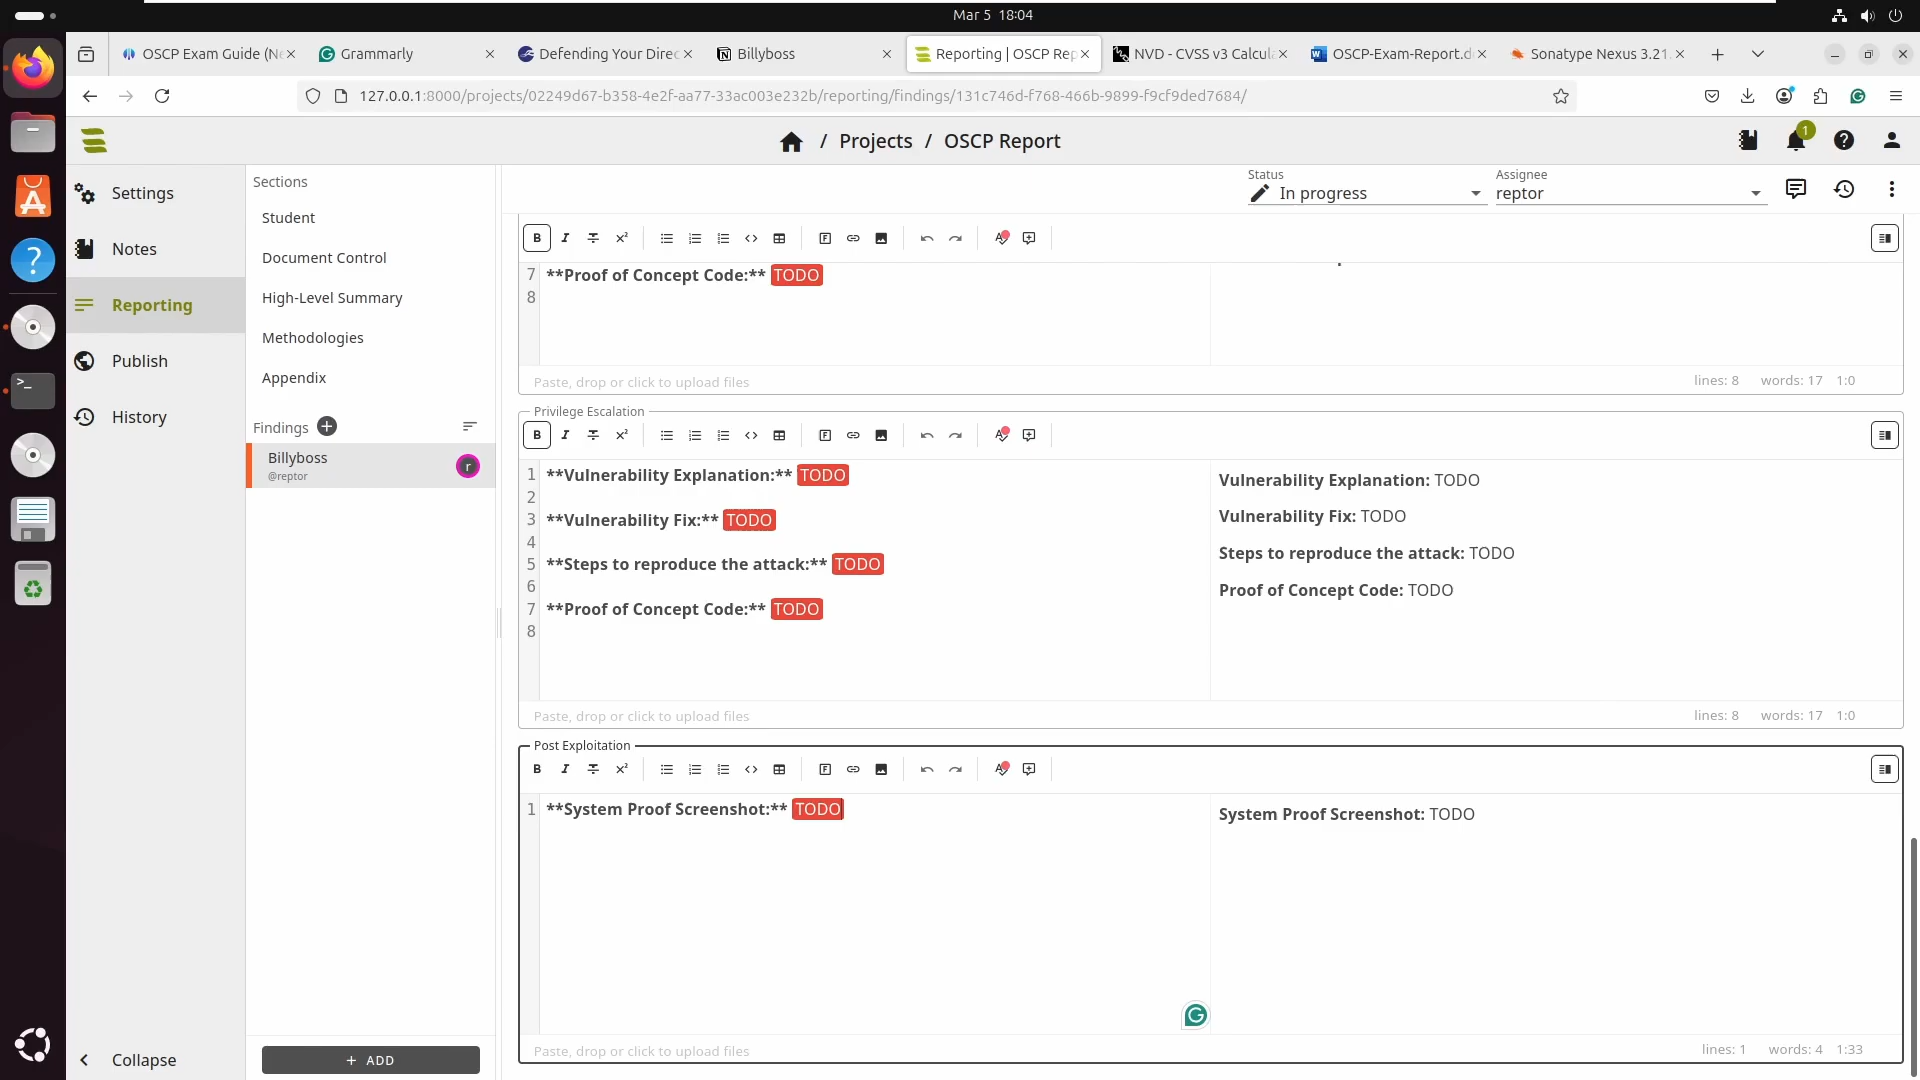 Mar 5 18:04
OSCP Exam Guide (Ne
Grammarly
Defending Your Direc
Billyboss
Reporting | OSCP Rep
NVD - CVSS v3 Calcula
OSCP-Exam-Report.d
Sonatype Nexus 3.21.
127.0.0.1:8000/projects/02249d67-b358-4e2f-aa77-33ac003e232b/reporting/findings/131c746d-f768-466b-9899-f9cf9ded7684/
/ Projects / OSCP Report
1
Settings
Notes
Reporting
Publish
History
Collapse
Sections
Student
Document Control
High-Level Summary
Methodologies
Appendix
Findings
Billyboss
@reptor
r
+ ADD
Status
In progress
Assignee
reptor
7 **Proof of Concept Code:** TODO
8
Paste, drop or click to upload files
lines: 8 words: 17 1:0
Privilege Escalation
1 **Vulnerability Explanation:** TODO
2
3 **Vulnerability Fix:** TODO
4
5 **Steps to reproduce the attack:** TODO
6
7 **Proof of Concept Code:** TODO
8
Vulnerability Explanation: TODO
Vulnerability Fix: TODO
Steps to reproduce the attack: TODO
Proof of Concept Code: TODO
Paste, drop or click to upload files
lines: 8 words: 17 1:0
Post Exploitation
1 **System Proof Screenshot:** TODO
System Proof Screenshot: TODO
Paste, drop or click to upload files
lines: 1 words: 4 1:33